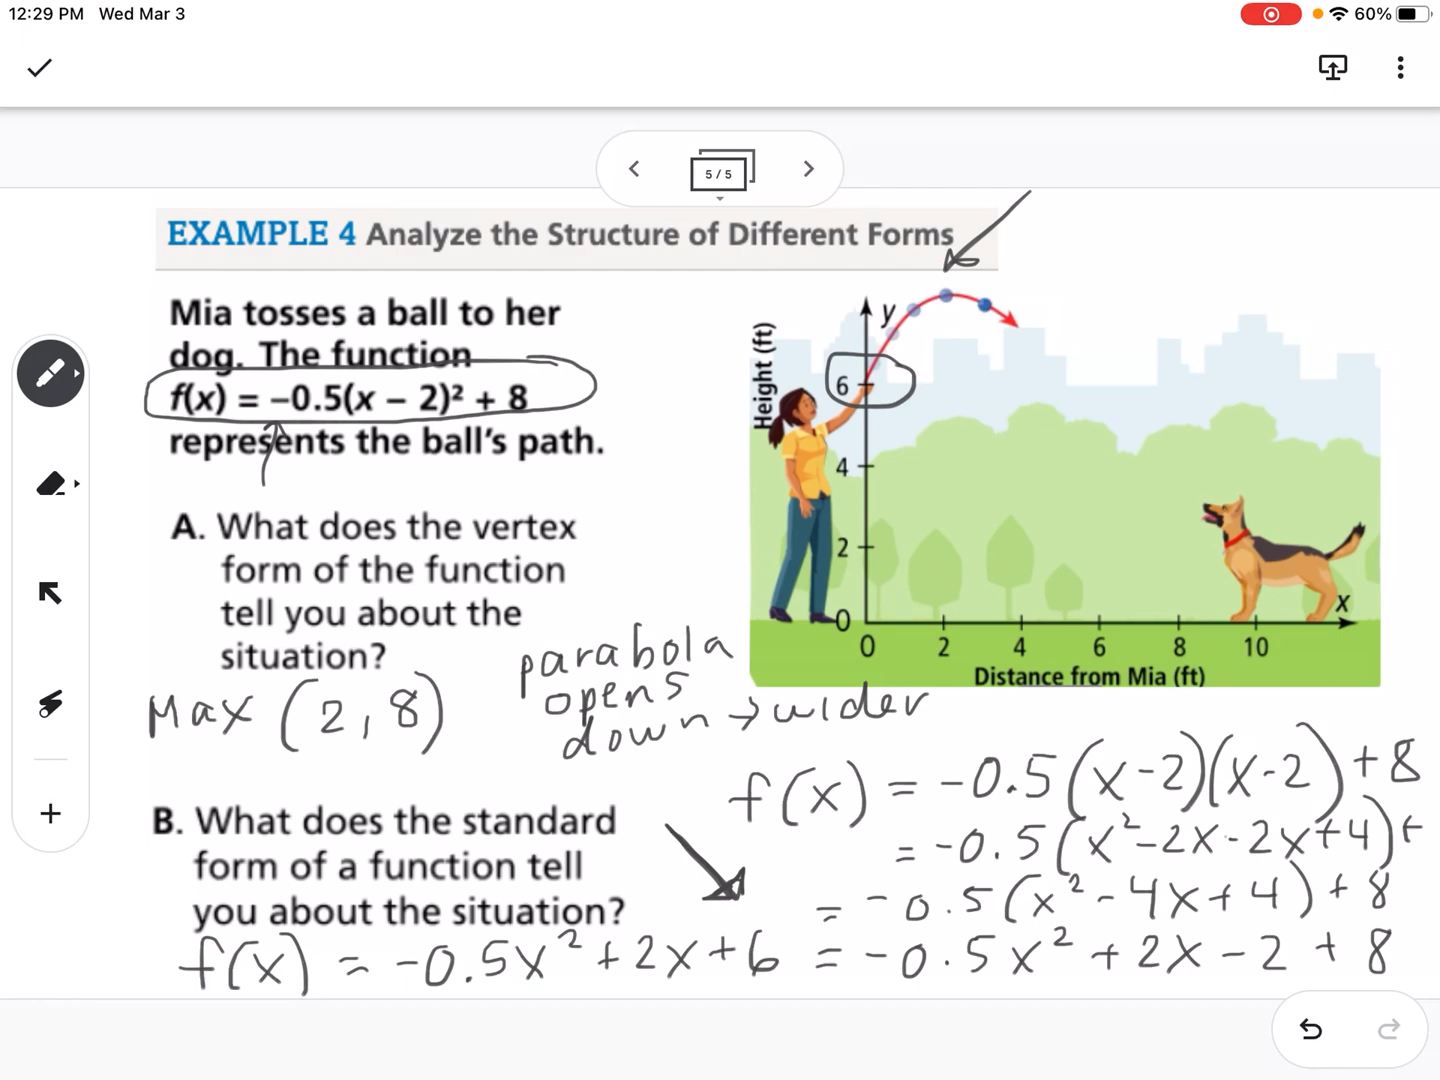 12:29 PM Wed Mar 3
60%
5 / 5
EXAMPLE 4 Analyze the Structure of Different Forms
Mia tosses a ball to her
dog. The function
f(x) = −0.5(x − 2)² + 8
represents the ball's path.
A. What does the vertex
form of the function
tell you about the
situation?
Max (2, 8)
parabola
opens
down → wider
Height (ft)
y
6
4
2
0
x
0 2 4 6 8 10
Distance from Mia (ft)
B. What does the standard
form of a function tell
you about the situation?
f(x) = -0.5(x-2)(x-2) +8
= -0.5(x²-2x-2x+4)+
= -0.5(x²-4x+4) + 8
f(x) = -0.5x² + 2x + 6 = -0.5x² + 2x - 2 + 8